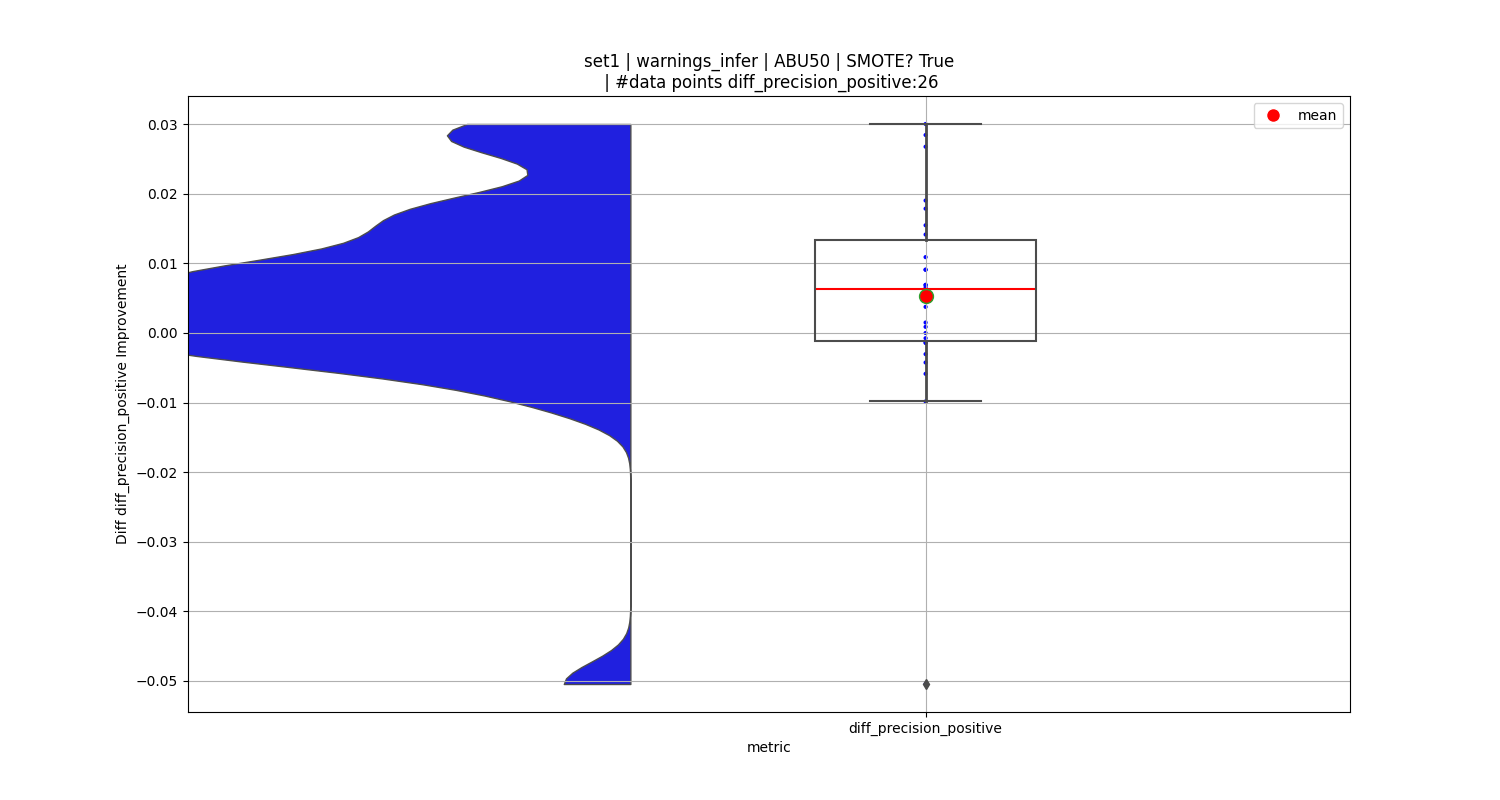 set1 | warnings_infer | ABU50 | SMOTE? True
| #data points diff_precision_positive:26
mean
0.03
0.02
0.01
0.00
−0.01
−0.02
−0.03
−0.04
−0.05
Diff diff_precision_positive Improvement
diff_precision_positive
metric